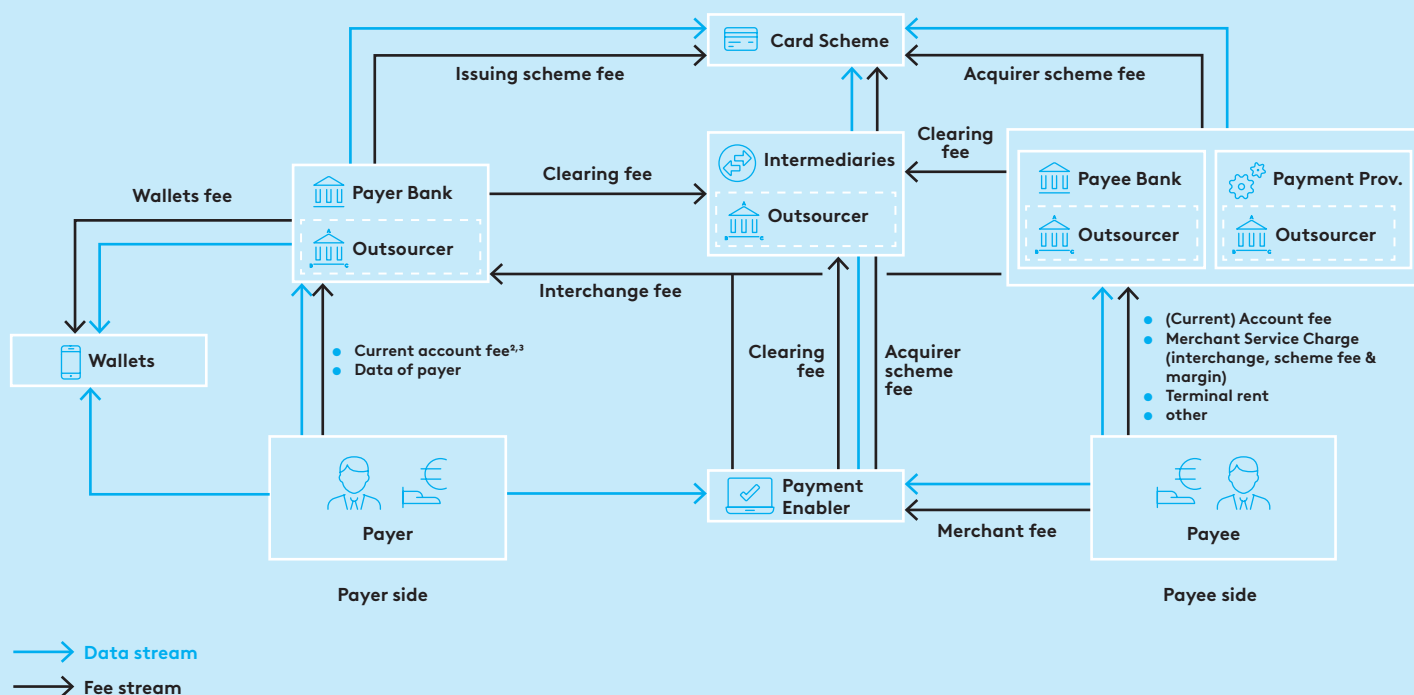 Card Scheme
Issuing scheme fee
Acquirer scheme fee
Wallets fee
Payer Bank
Outsourcer
A
B
C
Clearing fee
Intermediaries
Outsourcer
A
B
C
Clearing
fee
Payee Bank
Outsourcer
A
B
C
Payment Prov.
Outsourcer
A
B
C
Interchange fee
Wallets
Current account fee²,³
Data of payer
Clearing
fee
Acquirer
scheme
fee
(Current) Account fee
Merchant Service Charge
(interchange, scheme fee &
margin)
Terminal rent
other
€
Payer
Payment
Enabler
Merchant fee
€
Payee
Payer side
Payee side
Data stream
Fee stream